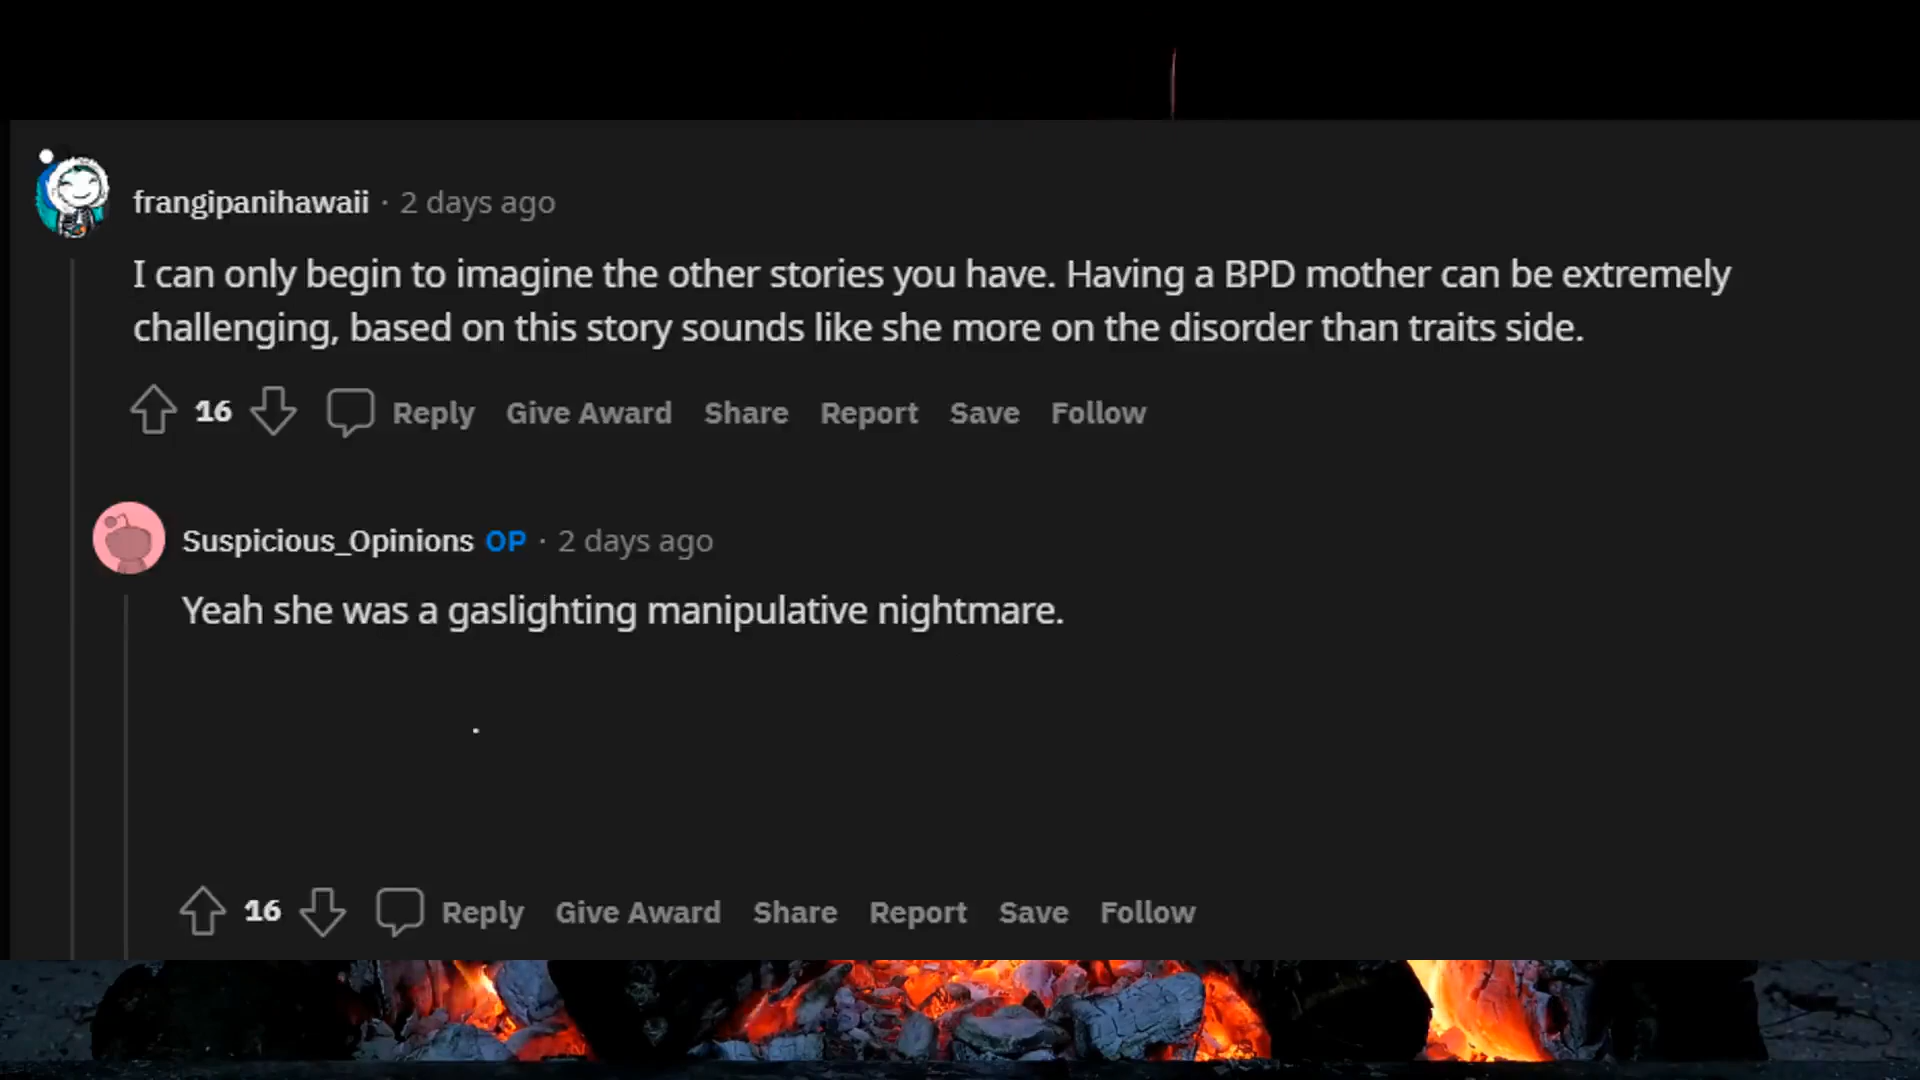 frangipanihawaii · 2 days ago
I can only begin to imagine the other stories you have. Having a BPD mother can be extremely
challenging, based on this story sounds like she more on the disorder than traits side.
16 Reply Give Award Share Report Save Follow
Suspicious_Opinions OP · 2 days ago
Yeah she was a gaslighting manipulative nightmare.
.
16 Reply Give Award Share Report Save Follow